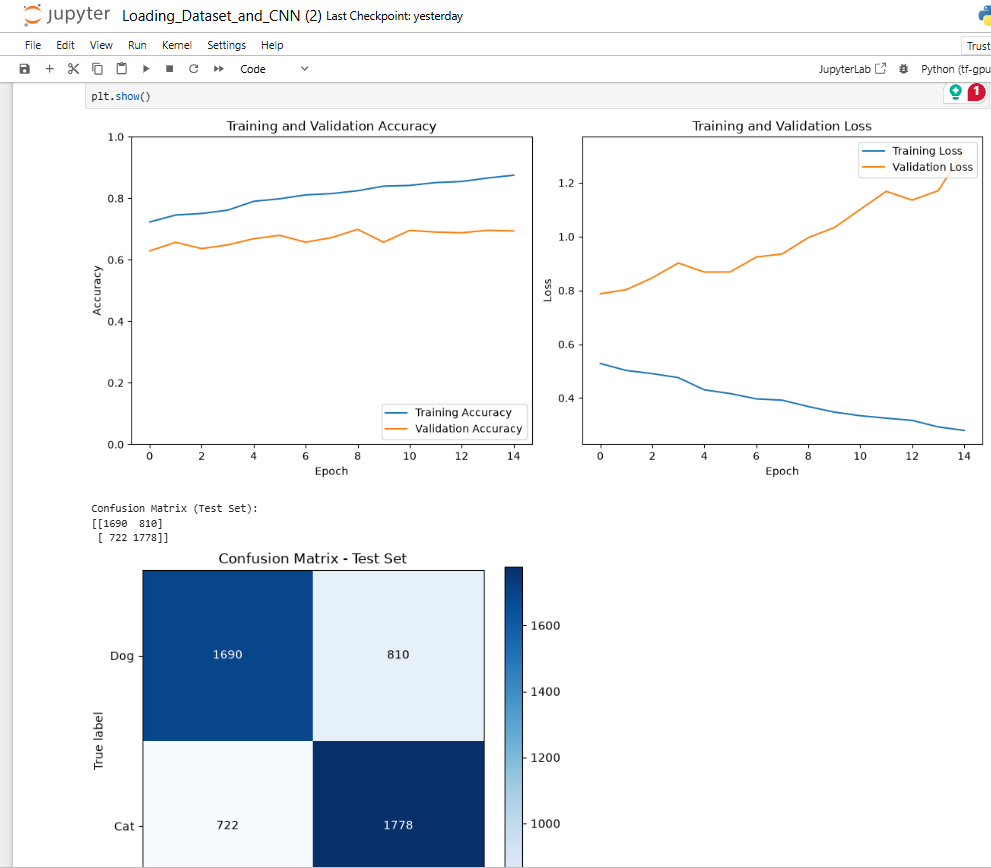 jupyter Loading_Dataset_and_CNN (2) Last Checkpoint: yesterday
File Edit View Run Kernel Settings Help Trust
Code JupyterLab Python (tf-gpu
plt.show() 1
Training and Validation Accuracy
1.0
0.8
0.6
0.4
0.2
0.0
Accuracy
Training Accuracy
Validation Accuracy
0 2 4 6 8 10 12 14
Epoch
Training and Validation Loss
Training Loss
Validation Loss
1.2
1.0
0.8
0.6
0.4
Loss
0 2 4 6 8 10 12 14
Epoch
Confusion Matrix (Test Set):
[[1690  810]
 [ 722 1778]]
Confusion Matrix - Test Set
Dog 1690 810
True label
Cat 722 1778
1600
1400
1200
1000